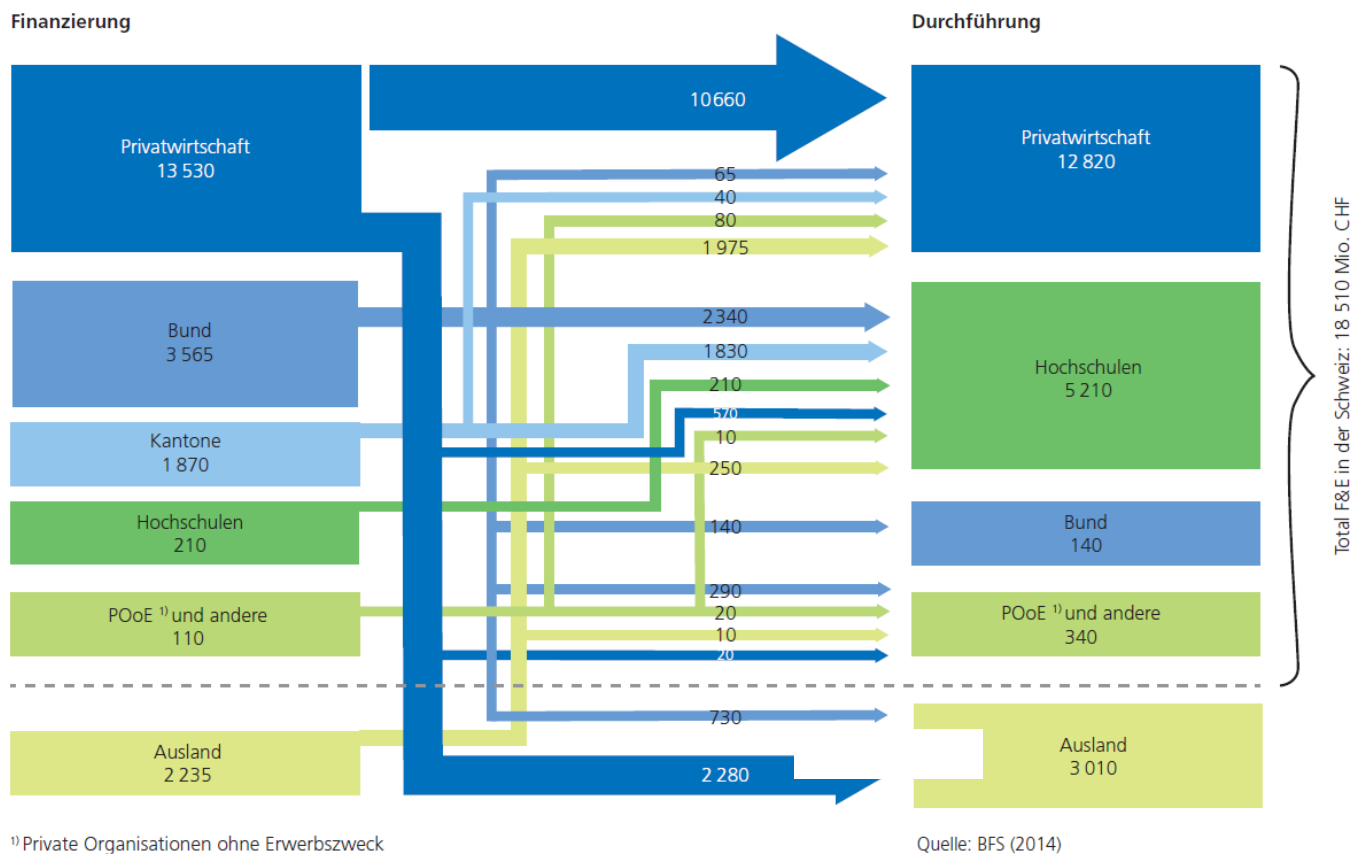 Finanzierung
Durchführung
Privatwirtschaft
13 530
Bund
3 565
Kantone
1 870
Hochschulen
210
POoE ¹⁾ und andere
110
Ausland
2 235
10 660
65
40
80
1 975
2 340
1 830
210
570
10
250
140
290
20
10
20
730
2 280
Privatwirtschaft
12 820
Hochschulen
5 210
Bund
140
POoE ¹⁾ und andere
340
Ausland
3 010
Total F&E in der Schweiz: 18 510 Mio. CHF
¹⁾ Private Organisationen ohne Erwerbszweck
Quelle: BFS (2014)